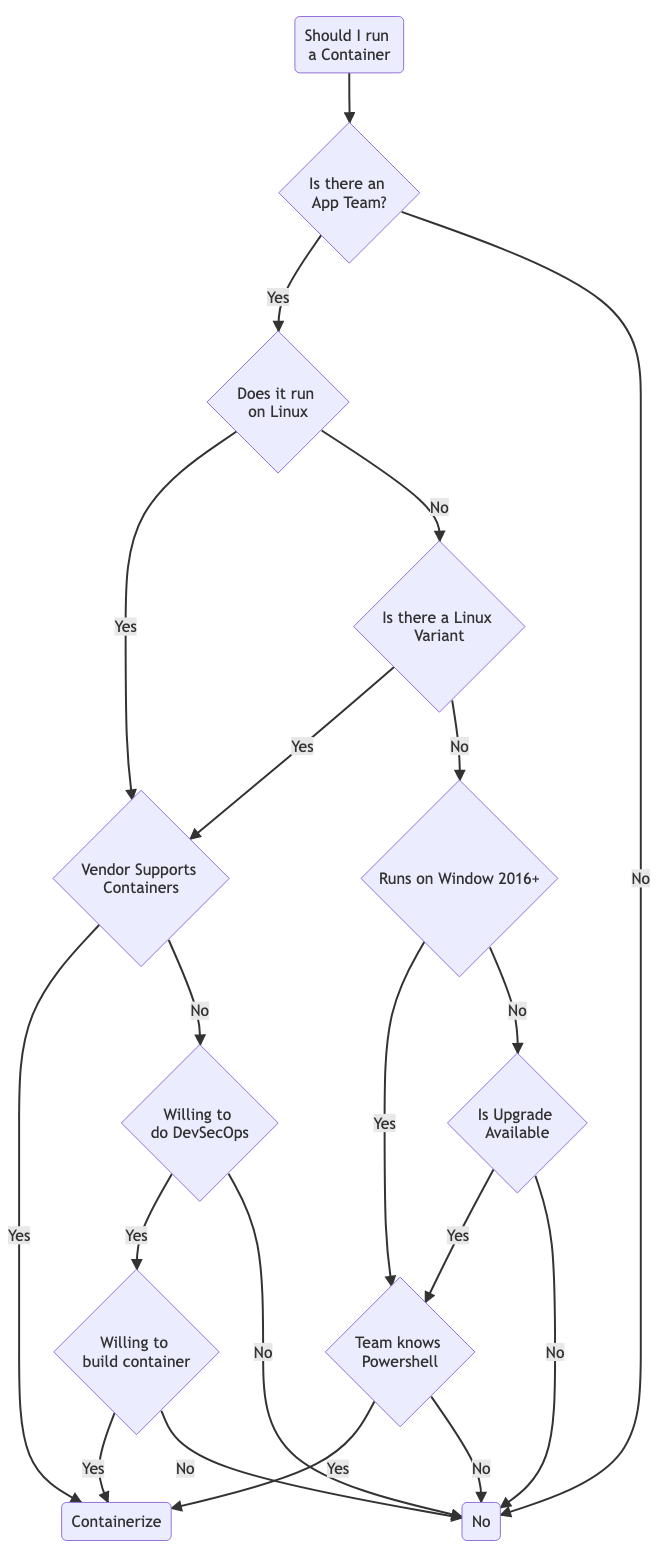 Should I run
a Container
Is there an
App Team?
Yes
Does it run
on Linux
No
Is there a Linux
Variant
Yes
Yes
No
Vendor Supports
Containers
Runs on Window 2016+
No
No
No
Willing to
do DevSecOps
Yes
Is Upgrade
Available
Yes
Yes
Yes
Willing to
build container
No
Team knows
Powershell
No
Yes
No
Yes
No
Containerize
No